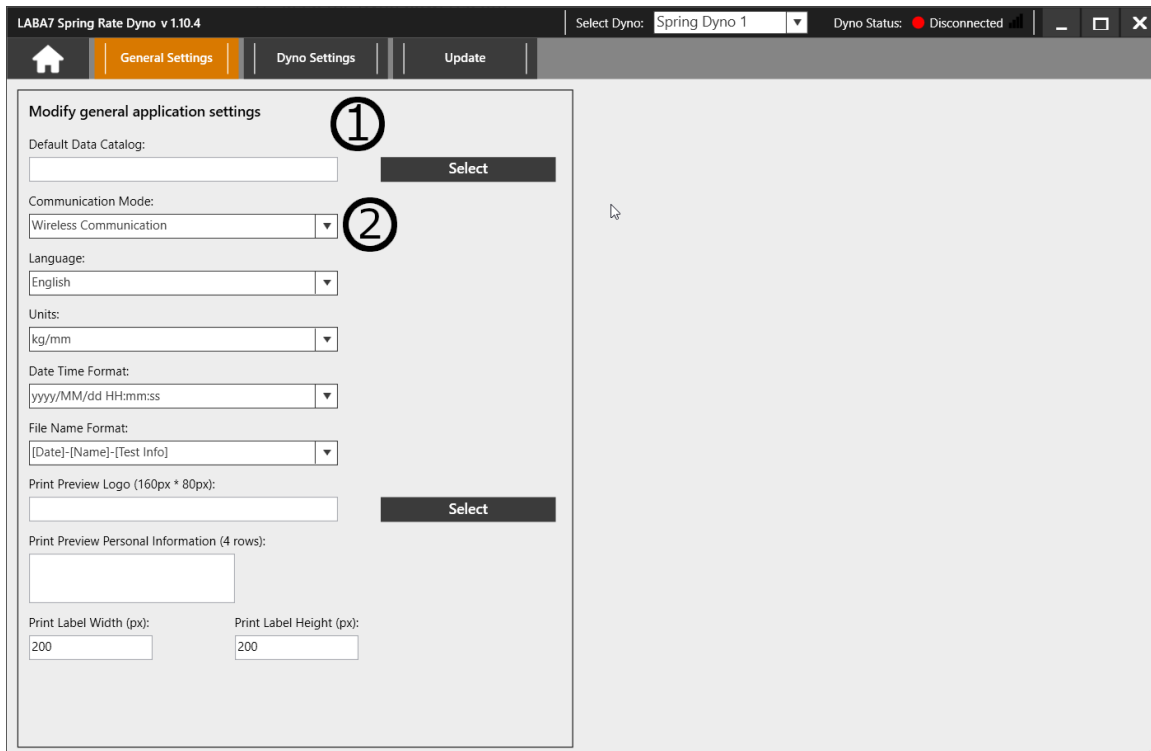 LABA7 Spring Rate Dyno v 1.10.4
Select Dyno: Spring Dyno 1 Dyno Status: Disconnected
General Settings Dyno Settings Update
Modify general application settings
①
Default Data Catalog:
Select
Communication Mode:
Wireless Communication
②
Language:
English
Units:
kg/mm
Date Time Format:
yyyy/MM/dd HH:mm:ss
File Name Format:
[Date]-[Name]-[Test Info]
Print Preview Logo (160px * 80px):
Select
Print Preview Personal Information (4 rows):
Print Label Width (px): Print Label Height (px):
200 200